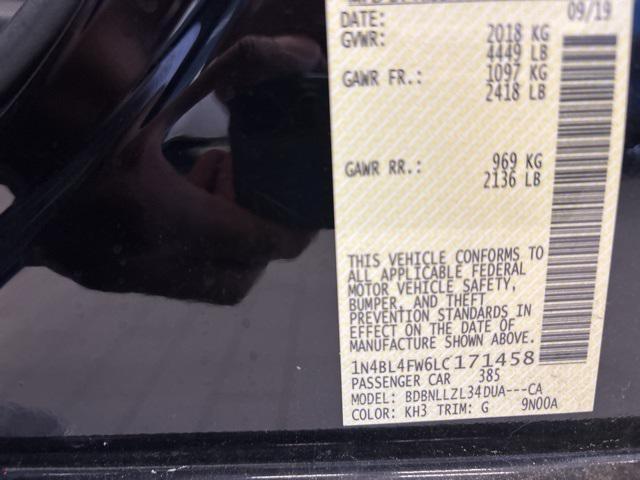 DATE: 09/19
GVWR: 2018 KG
4449 LB
GAWR FR.: 1097 KG
2418 LB
GAWR RR.: 969 KG
2136 LB
THIS VEHICLE CONFORMS TO
ALL APPLICABLE FEDERAL
MOTOR VEHICLE SAFETY,
BUMPER, AND THEFT
PREVENTION STANDARDS IN
EFFECT ON THE DATE OF
MANUFACTURE SHOWN ABOVE.
1N4BL4FW6LC171458
PASSENGER CAR 385
MODEL: BDBNLLZL34DUA---CA
COLOR: KH3 TRIM: G 9N00A